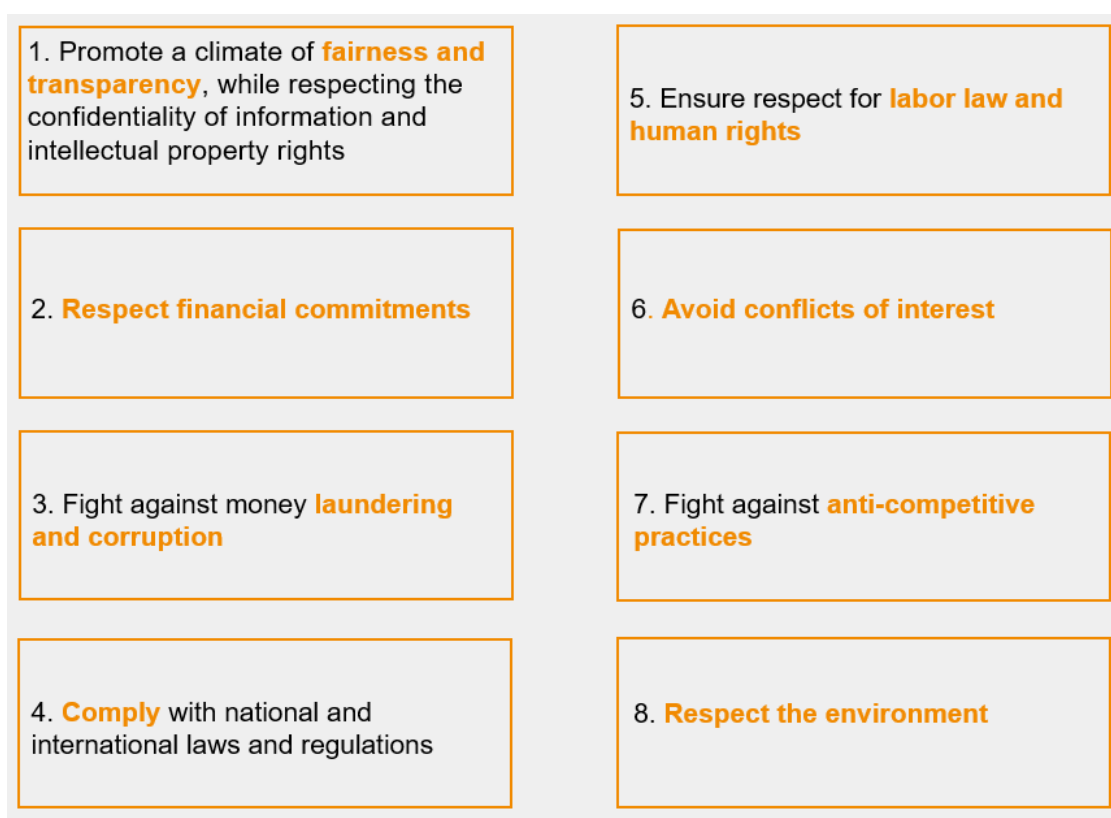 1. Promote a climate of fairness and
transparency, while respecting the
confidentiality of information and
intellectual property rights
2. Respect financial commitments
3. Fight against money laundering
and corruption
4. Comply with national and
international laws and regulations
5. Ensure respect for labor law and
human rights
6. Avoid conflicts of interest
7. Fight against anti-competitive
practices
8. Respect the environment